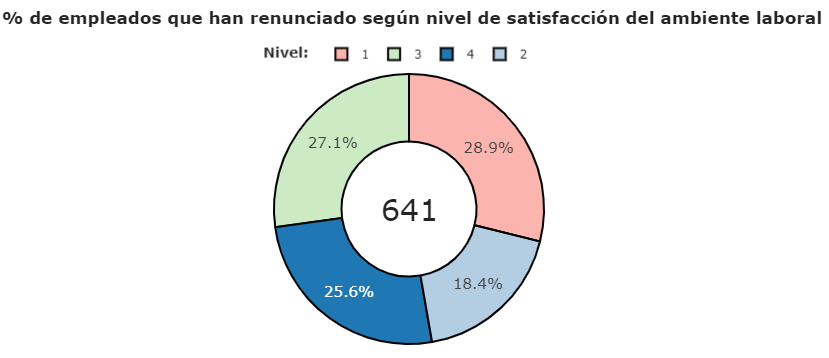 % de empleados que han renunciado según nivel de satisfacción del ambiente laboral
Nivel: 1 3 4 2
27.1% 28.9%
641
25.6% 18.4%